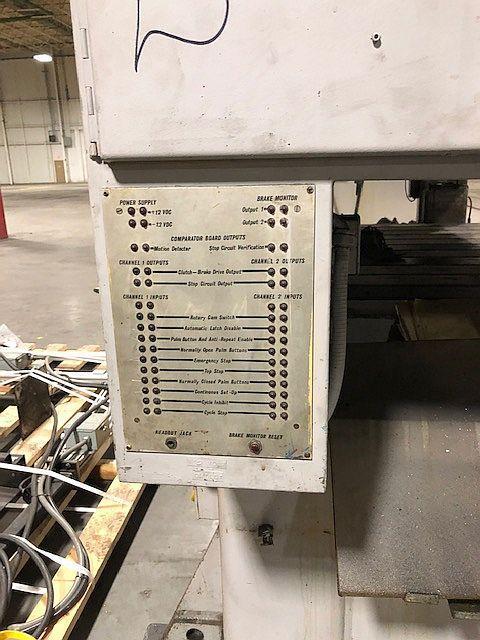 POWER SUPPLY
BRAKE MONITOR
+12 VDC
Output 1
-12 VDC
Output 2
COMPARATOR BOARD OUTPUTS
Motion Detector
Stop Circuit Verification
CHANNEL 1 OUTPUTS
CHANNEL 2 OUTPUTS
Clutch-Brake Drive Output
Stop Circuit Output
CHANNEL 1 INPUTS
CHANNEL 2 INPUTS
Rotary Cam Switch
Automatic Latch Disable
Palm Button And Anti-Repeat Enable
Normally Open Palm Buttons
Emergency Stop
Top Stop
Normally Closed Palm Buttons
Continuous Set-Up
Cycle Inhibit
Cycle Stop
READOUT JACK
BRAKE MONITOR RESET